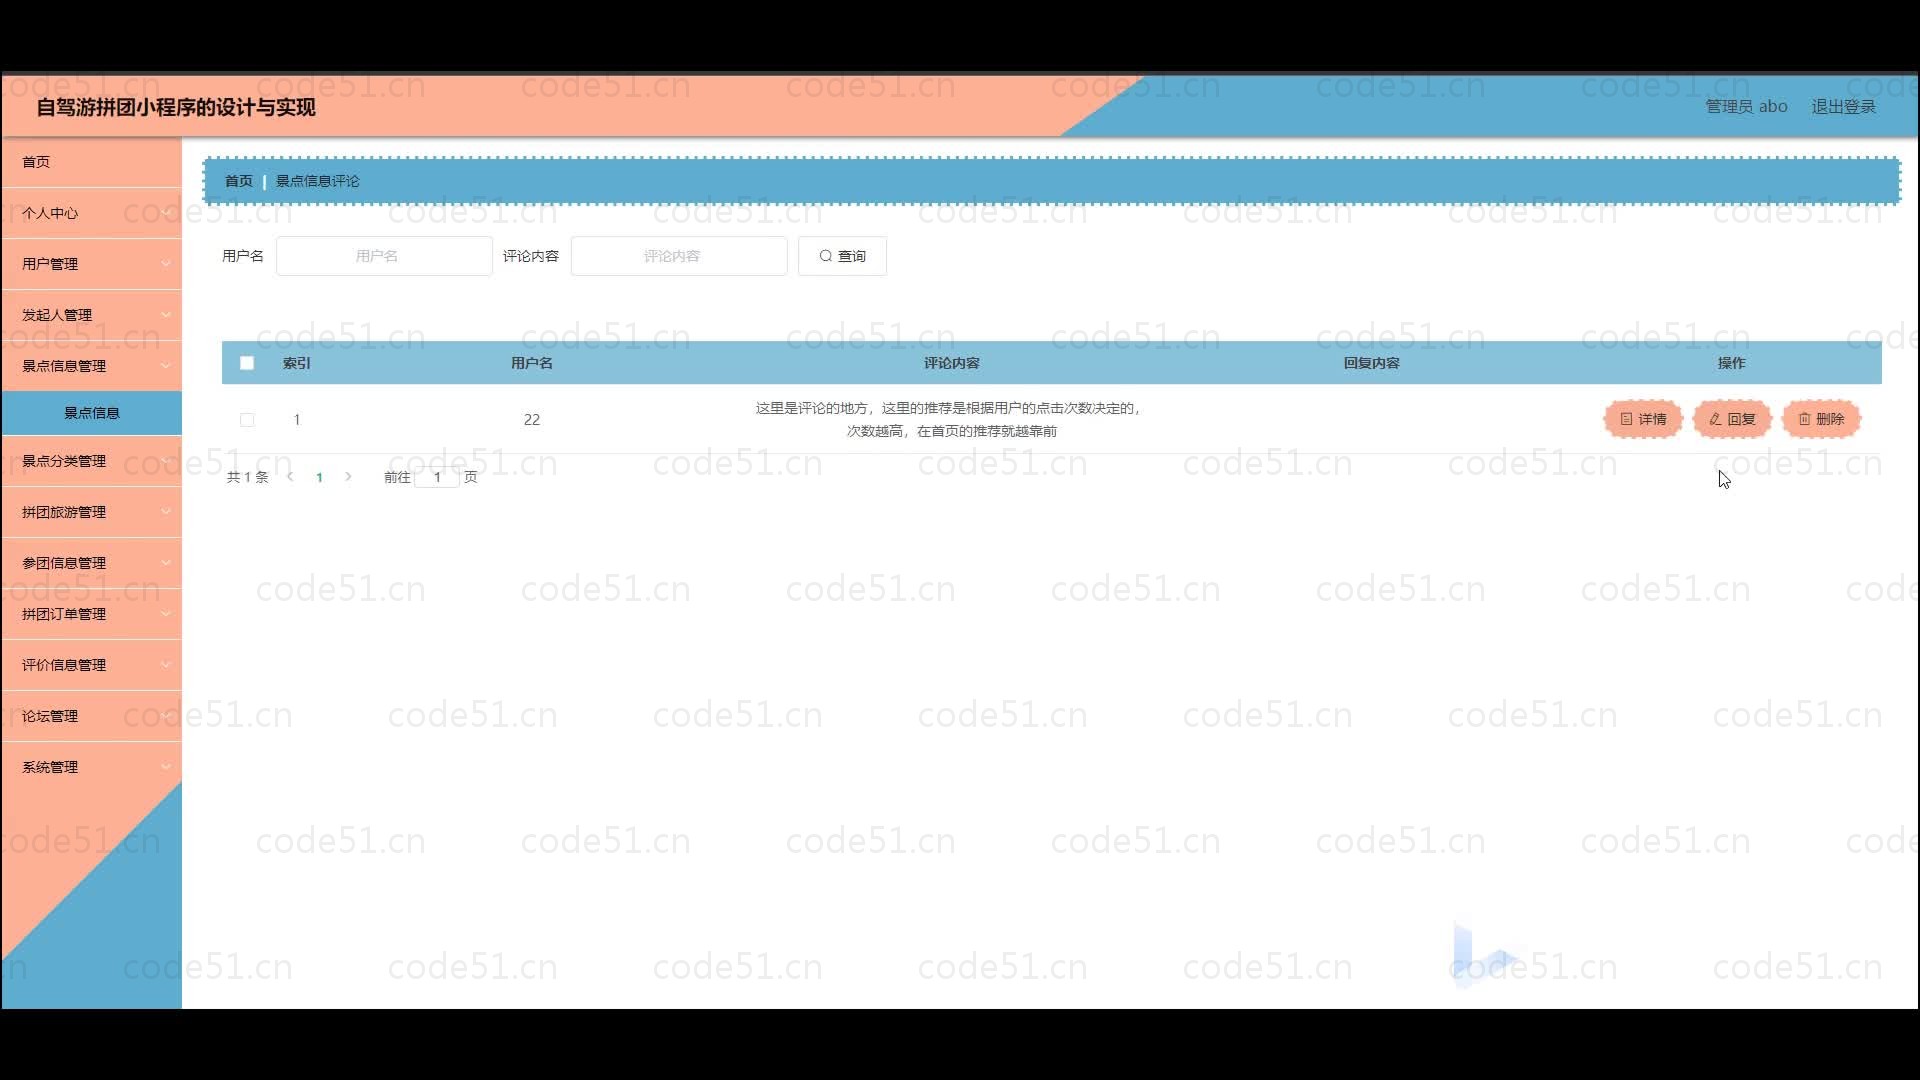 自驾游拼团小程序的设计与实现
管理员 abo 退出登录
首页
个人中心
用户管理
发起人管理
景点信息管理
景点信息
景点分类管理
拼团旅游管理
参团信息管理
拼团订单管理
评价信息管理
论坛管理
系统管理
首页 | 景点信息评论
用户名 用户名 评论内容 评论内容 查询
索引 用户名 评论内容 回复内容 操作
1 22 这里是评论的地方，这里的推荐是根据用户的点击次数决定的，
次数越高，在首页的推荐就越靠前
详情 回复 删除
共 1 条 1 前往 1 页
code51.cn